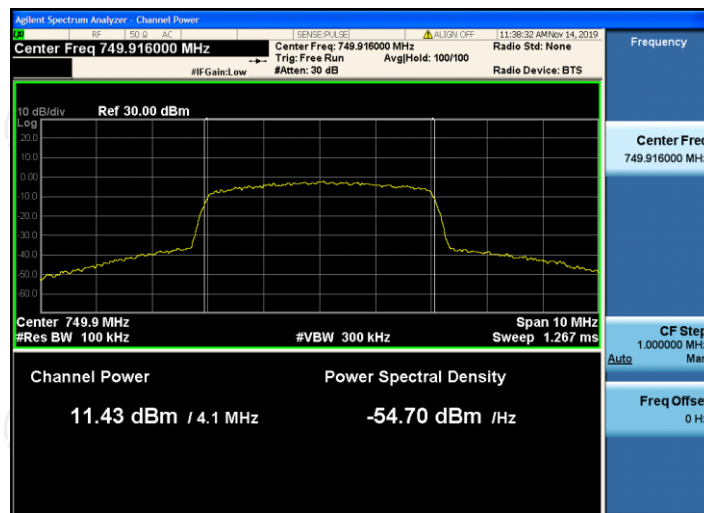 Agilent Spectrum Analyzer - Channel Power
RF 50 Ω AC SENSE:PULSE ALIGN OFF 11:38:32 AM Nov 14, 2019
Center Freq 749.916000 MHz Center Freq: 749.916000 MHz Radio Std: None
Trig: Free Run Avg|Hold: 100/100
#IFGain:Low #Atten: 30 dB Radio Device: BTS
10 dB/div Ref 30.00 dBm
Log
20.0
10.0
0.00
-10.0
-20.0
-30.0
-40.0
-50.0
-60.0
Center 749.9 MHz Span 10 MHz
#Res BW 100 kHz #VBW 300 kHz Sweep 1.267 ms
Channel Power Power Spectral Density
11.43 dBm / 4.1 MHz -54.70 dBm /Hz
Frequency
Center Freq
749.916000 MHz
CF Step
1.000000 MHz
Auto Man
Freq Offse
0 Hz